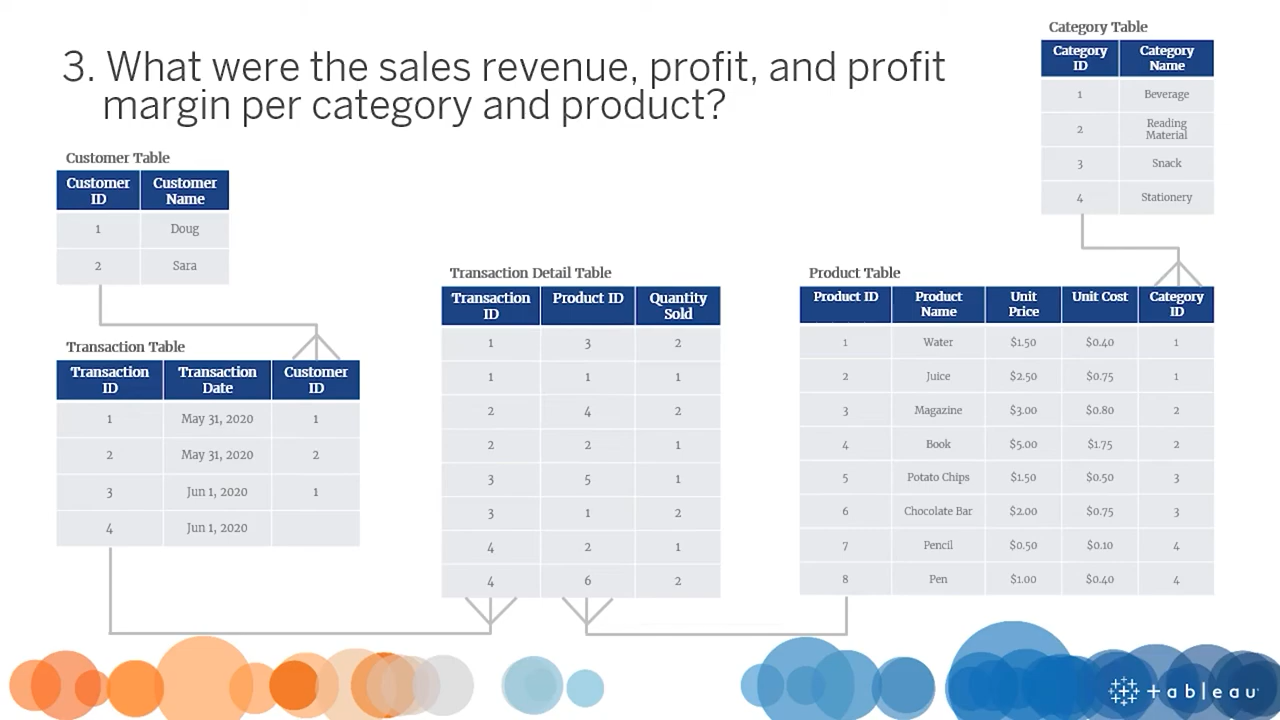 3. What were the sales revenue, profit, and profit
margin per category and product?
Category Table
Category ID Category Name
1 Beverage
2 Reading Material
3 Snack
4 Stationery
Customer Table
Customer ID Customer Name
1 Doug
2 Sara
Transaction Table
Transaction ID Transaction Date Customer ID
1 May 31, 2020 1
2 May 31, 2020 2
3 Jun 1, 2020 1
4 Jun 1, 2020
Transaction Detail Table
Transaction ID Product ID Quantity Sold
1 3 2
1 1 1
2 4 2
2 2 1
3 5 1
3 1 2
4 2 1
4 6 2
Product Table
Product ID Product Name Unit Price Unit Cost Category ID
1 Water $1.50 $0.40 1
2 Juice $2.50 $0.75 1
3 Magazine $3.00 $0.80 2
4 Book $5.00 $1.75 2
5 Potato Chips $1.50 $0.50 3
6 Chocolate Bar $2.00 $0.75 3
7 Pencil $0.50 $0.10 4
8 Pen $1.00 $0.40 4
tableau